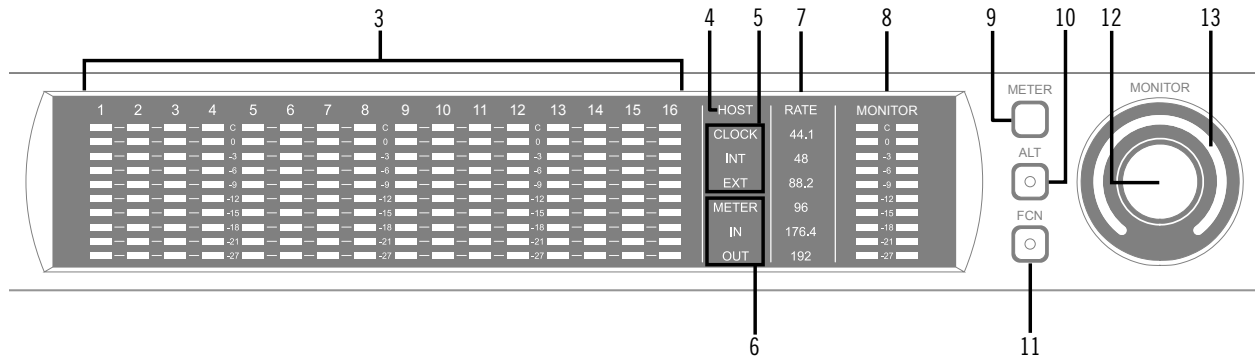 3 4 5 7 8 9 10 12 13
METER MONITOR
1 2 3 4 5 6 7 8 9 10 11 12 13 14 15 16 HOST RATE MONITOR
C C C CLOCK 44.1 C
0 0 0 0
-3 -3 -3 INT 48 -3 ALT
-6 -6 -6 -6
-9 -9 -9 EXT 88.2 -9
-12 -12 -12 -12
-15 -15 -15 METER 96 -15 FCN
-18 -18 -18 IN 176.4 -18
-21 -21 -21 -21
-27 -27 -27 OUT 192 -27
6 11